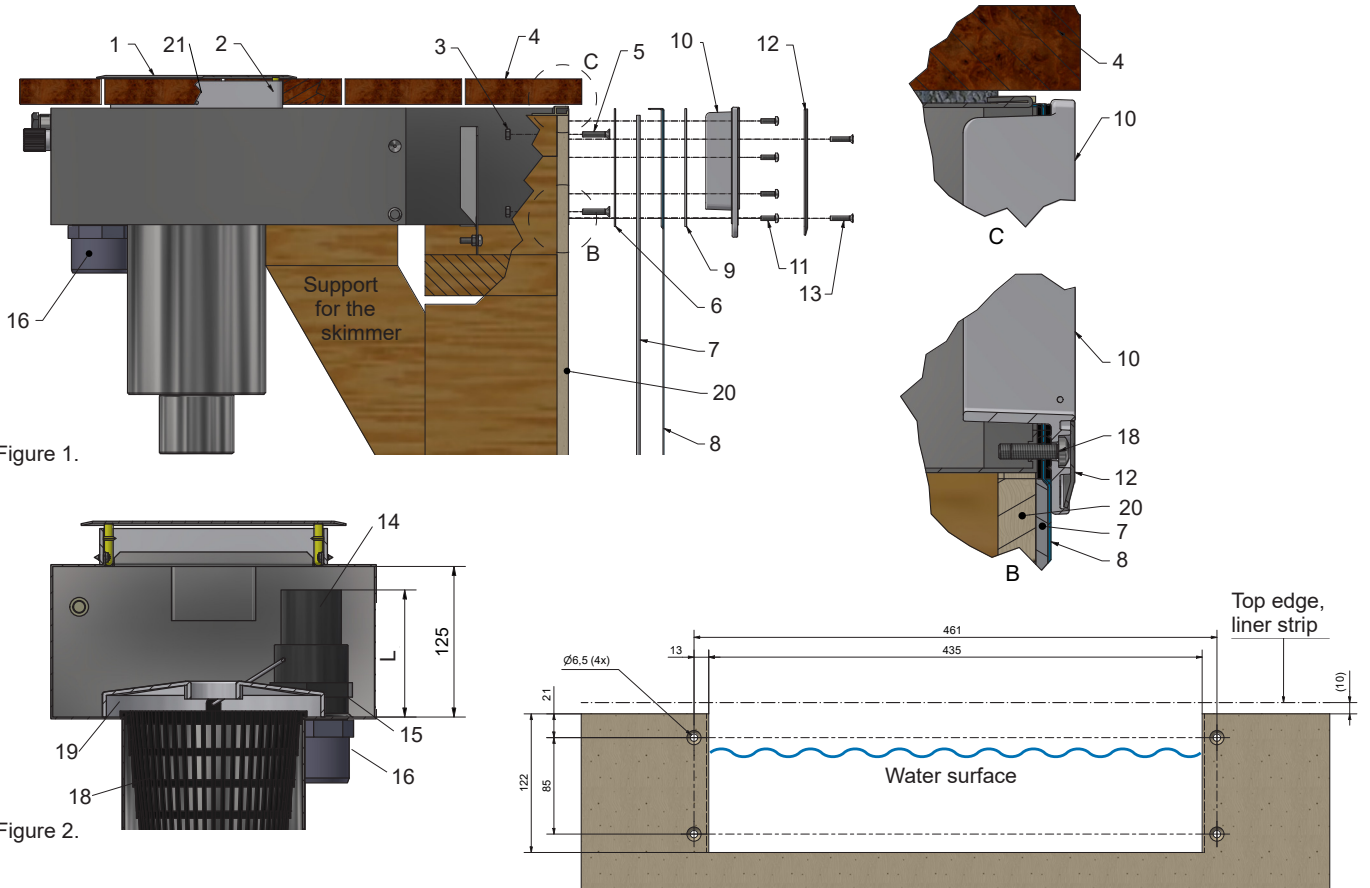 1
21
2
3
4
C
5
10
12
4
10
C
16
Support
for the
skimmer
B
6
7
9
11
13
20
8
Figure 1.
10
18
12
20
7
8
B
14
125
L
15
16
19
18
Figure 2.
Top edge,
liner strip
461
13
435
Ø6,5 (4x)
(10)
21
122
85
Water surface